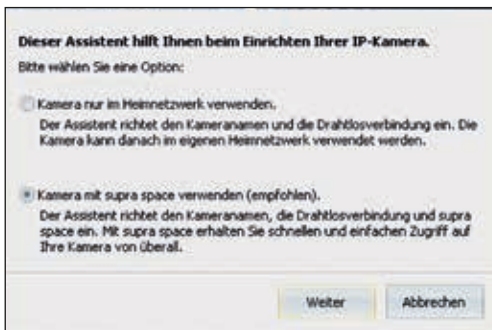 Dieser Assistent hilft Ihnen beim Einrichten Ihrer IP-Kamera.
Bitte wählen Sie eine Option:
Kamera nur im Heimnetzwerk verwenden.
Der Assistent richtet den Kameranamen und die Drahtlosverbindung ein. Die
Kamera kann danach im eigenen Heimnetzwerk verwendet werden.
Kamera mit supra space verwenden (empfohlen).
Der Assistent richtet den Kameranamen, die Drahtlosverbindung und supra
space ein. Mit supra space erhalten Sie schnellen und einfachen Zugriff auf
Ihre Kamera von überall.
Weiter
Abbrechen